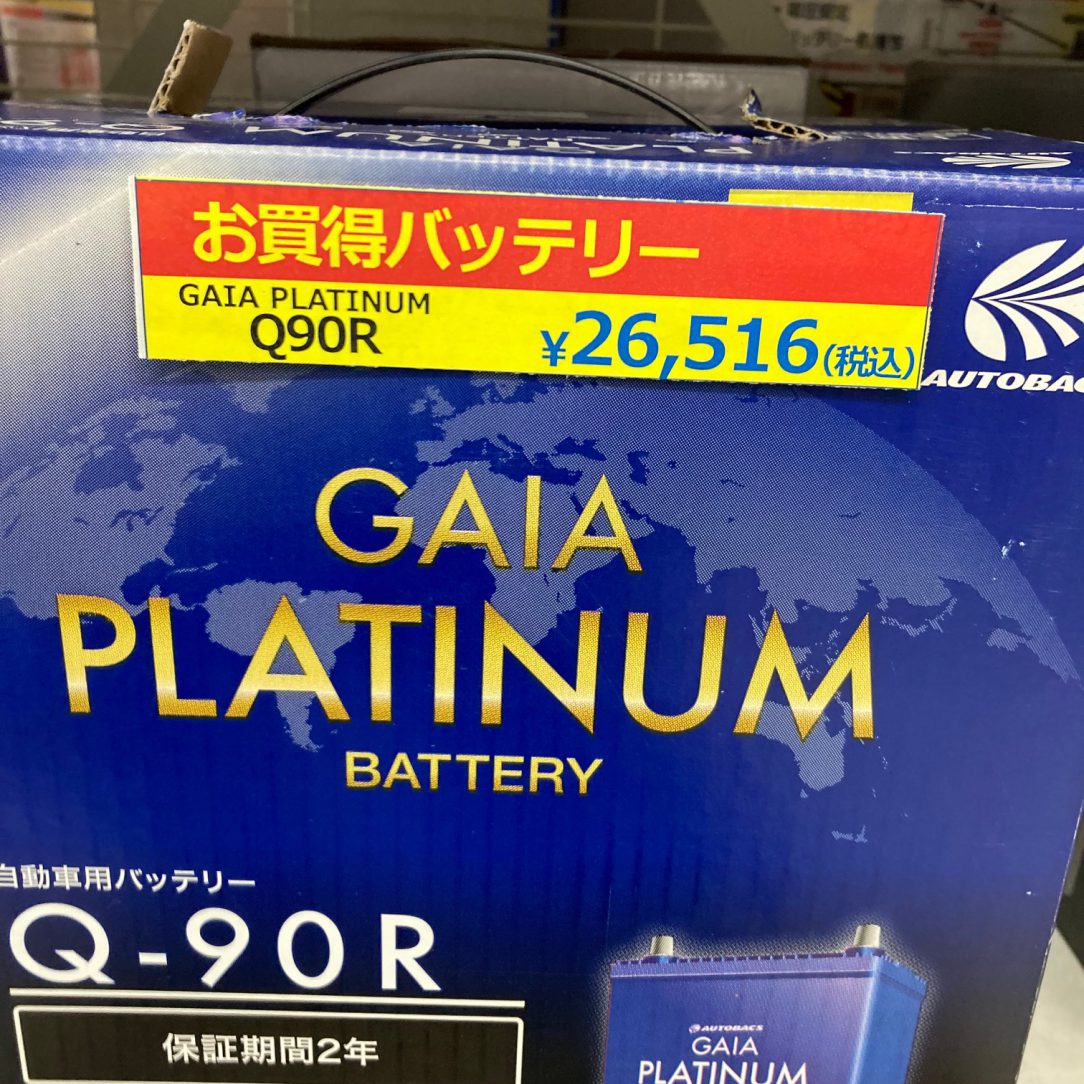 PLATINUM
お買得バッテリー
GAIA PLATINUM
Q90R
¥26,516(税込)
AUTOBAC
GAIA
PLATINUM
BATTERY
自動車用バッテリー
Q-90R
保証期間2年
AUTOBACS
GAIA
PLATINUM